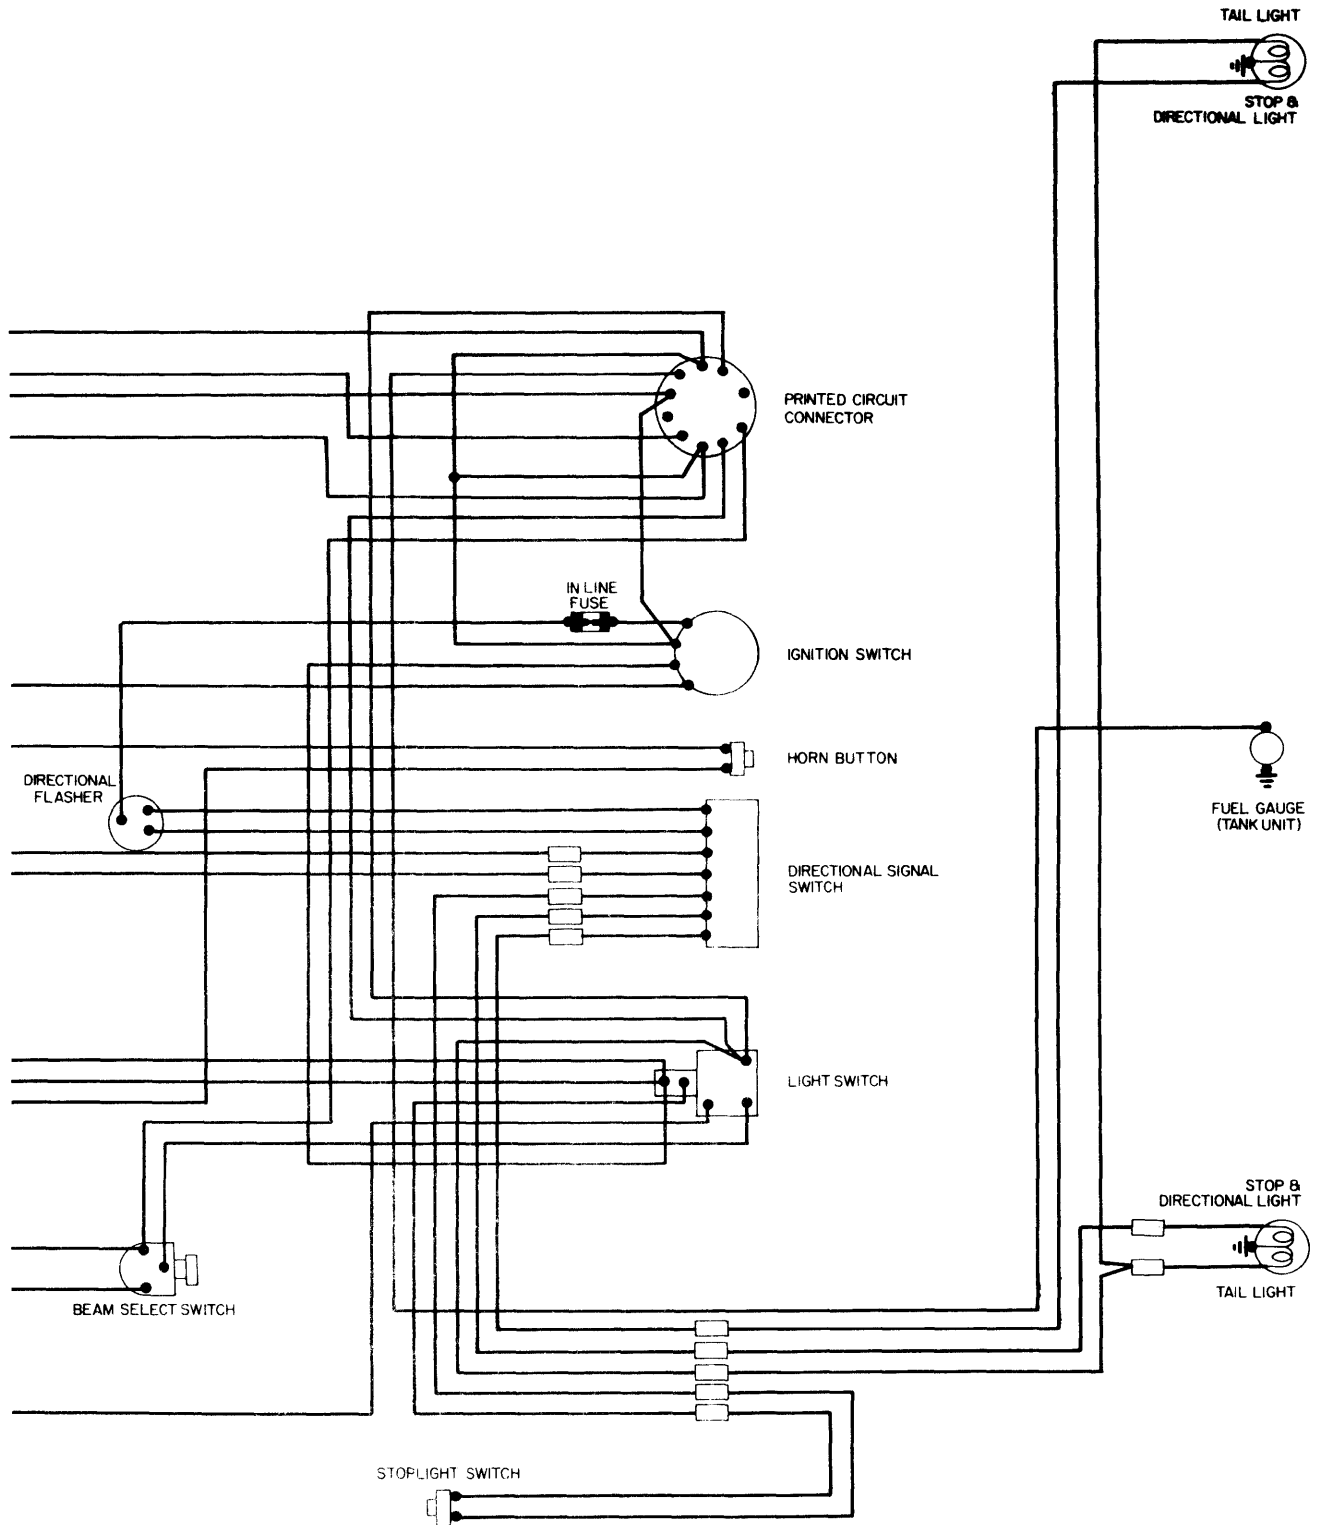 TAIL LIGHT
STOP &
DIRECTIONAL LIGHT
PRINTED CIRCUIT
CONNECTOR
IN LINE
FUSE
IGNITION SWITCH
HORN BUTTON
DIRECTIONAL
FLASHER
FUEL GAUGE
(TANK UNIT)
DIRECTIONAL SIGNAL
SWITCH
LIGHT SWITCH
STOP &
DIRECTIONAL LIGHT
TAIL LIGHT
BEAM SELECT SWITCH
STOPLIGHT SWITCH